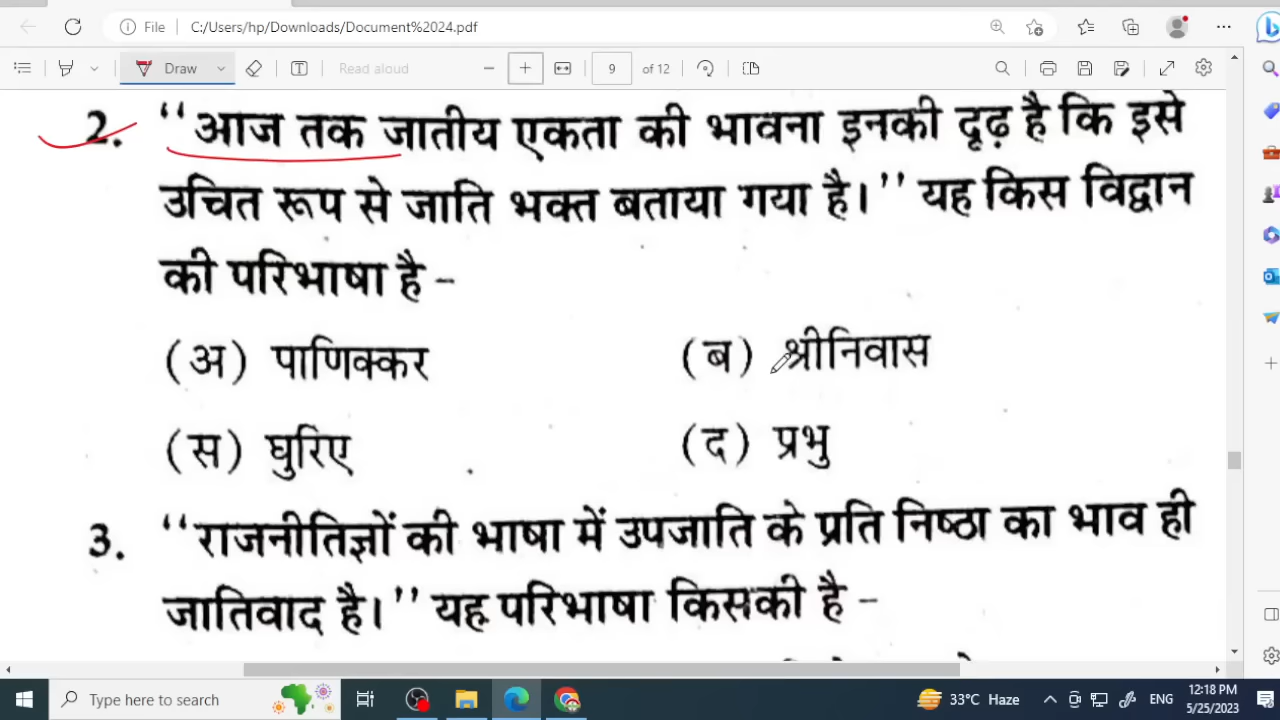 File
C:/Users/hp/Downloads/Document%2024.pdf
Draw
Read aloud
9
of 12
2. “आज तक जातीय एकता की भावना इनकी दृढ़ है कि इसे
उचित रूप से जाति भक्त बताया गया है।” यह किस विद्वान
की परिभाषा है -
(अ) पाणिक्कर
(ब) श्रीनिवास
(स) घुरिए
(द) प्रभु
3. “राजनीतिज्ञों की भाषा में उपजाति के प्रति निष्ठा का भाव ही
जातिवाद है।” यह परिभाषा किसकी है -
Type here to search
33°C Haze
ENG
12:18 PM
5/25/2023